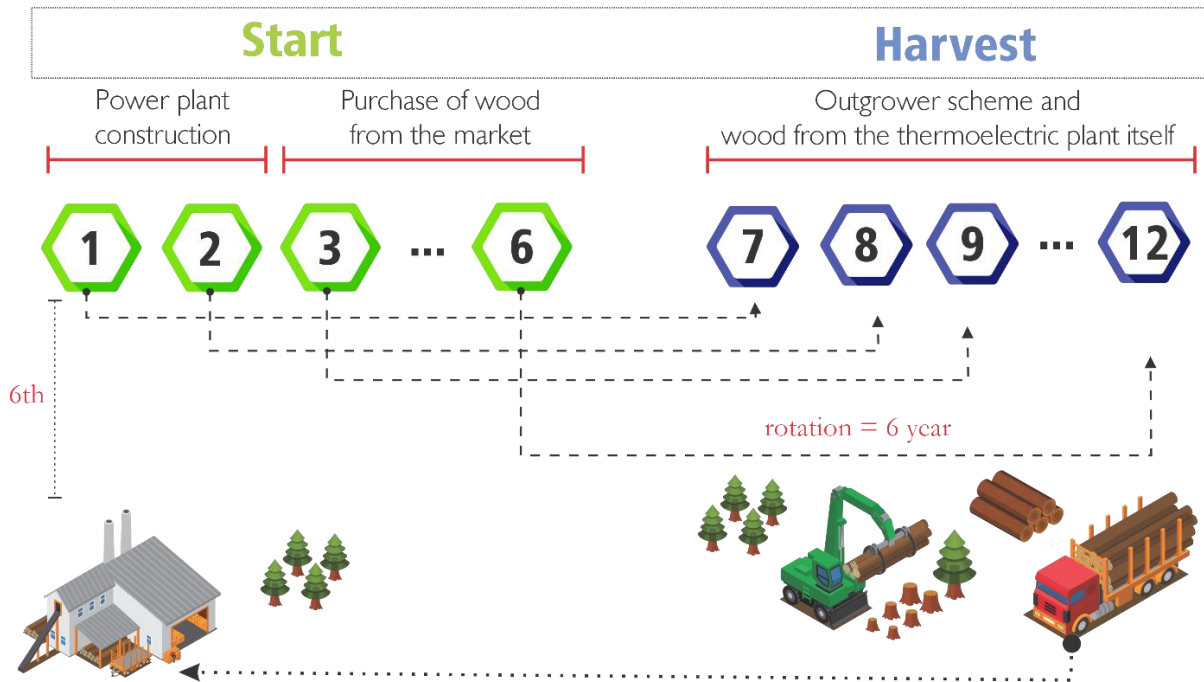 Start
Harvest
Power plant
construction
Purchase of wood
from the market
Outgrower scheme and
wood from the thermoelectric plant itself
1
2
3
...
6
7
8
9
...
12
6th
rotation = 6 year